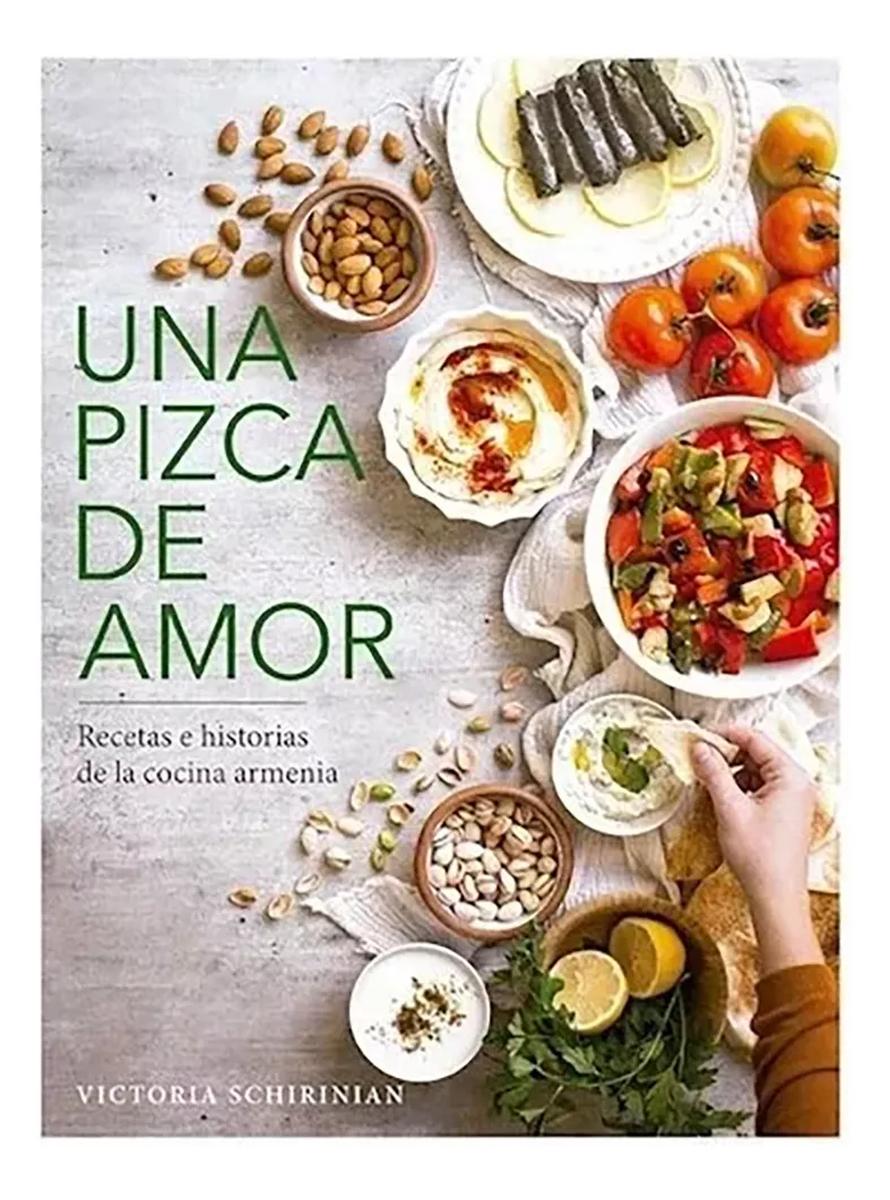 UNA
PIZCA
DE
AMOR
Recetas e historias
de la cocina armenia
VICTORIA SCHIRINIAN